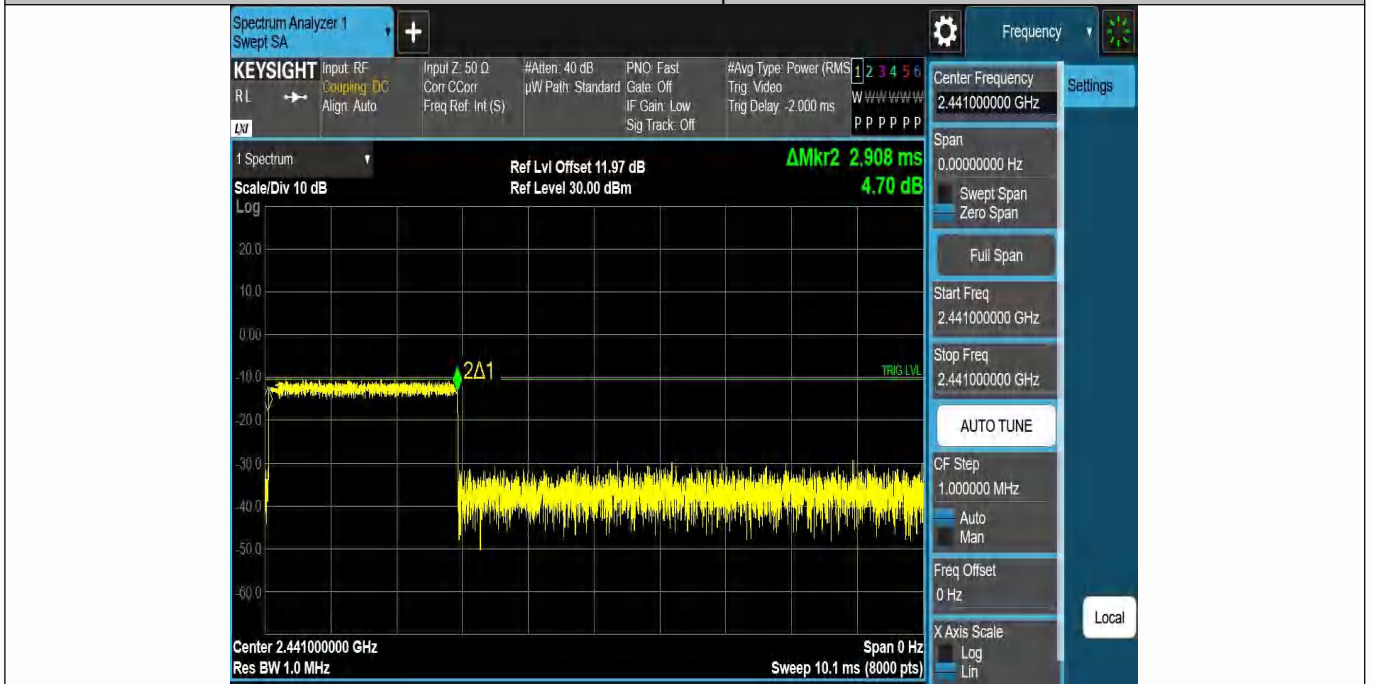 Spectrum Analyzer 1
Swept SA
+
Frequency
KEYSIGHT
RL
LXI
Input: RF
Coupling: DC
Align: Auto
Input Z: 50 Ω
Corr CCorr
Freq Ref: Int (S)
#Atten: 40 dB
µW Path: Standard
PNO: Fast
Gate: Off
IF Gain: Low
Sig Track: Off
#Avg Type: Power (RMS
Trig: Video
Trig Delay: -2.000 ms
1 2 3 4 5 6
W W W W W W
P P P P P P
Center Frequency
2.441000000 GHz
Settings
Span
0.00000000 Hz
Swept Span
Zero Span
Full Span
Start Freq
2.441000000 GHz
Stop Freq
2.441000000 GHz
AUTO TUNE
CF Step
1.000000 MHz
Auto
Man
Freq Offset
0 Hz
X Axis Scale
Log
Lin
Local
1 Spectrum
Scale/Div 10 dB
Log
Ref Lvl Offset 11.97 dB
Ref Level 30.00 dBm
ΔMkr2 2.908 ms
4.70 dB
20.0
10.0
0.00
-10.0
-20.0
-30.0
-40.0
-50.0
-60.0
2Δ1
TRIG LVL
Center 2.441000000 GHz
Res BW 1.0 MHz
Span 0 Hz
Sweep 10.1 ms (8000 pts)